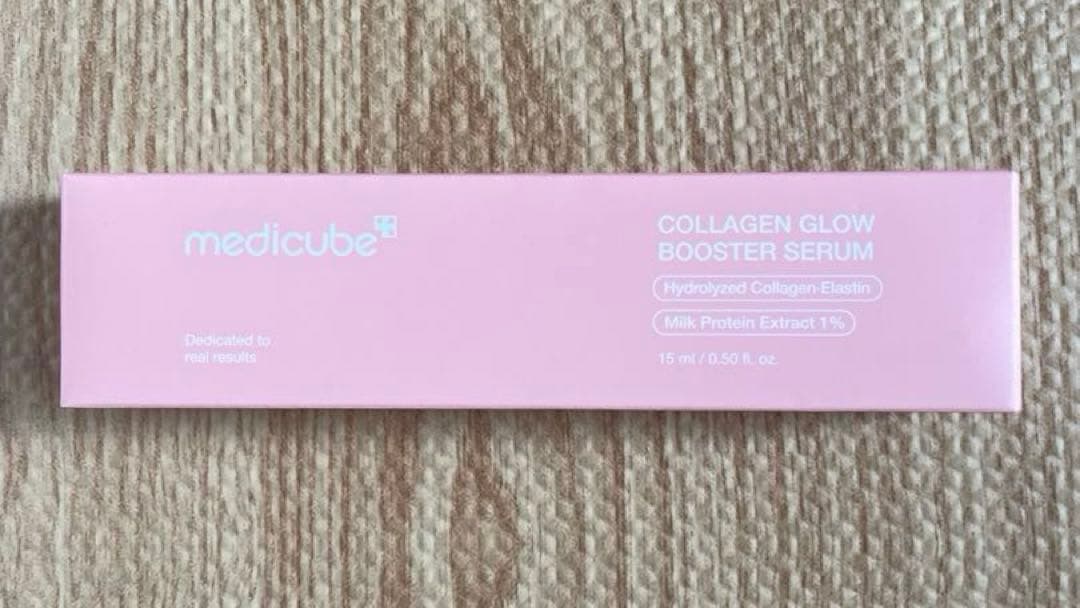 medicube
Dedicated to
real results
COLLAGEN GLOW
BOOSTER SERUM
Hydrolyzed Collagen-Elastin
Milk Protein Extract 1%
15 ml / 0.50 fl. oz.